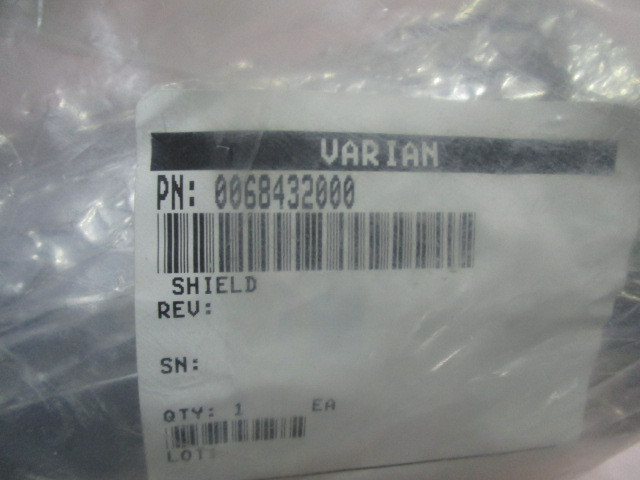 VARIAN
PN: 0068432000
SHIELD
REV:
SN:
QTY: 1 EA
LOT: